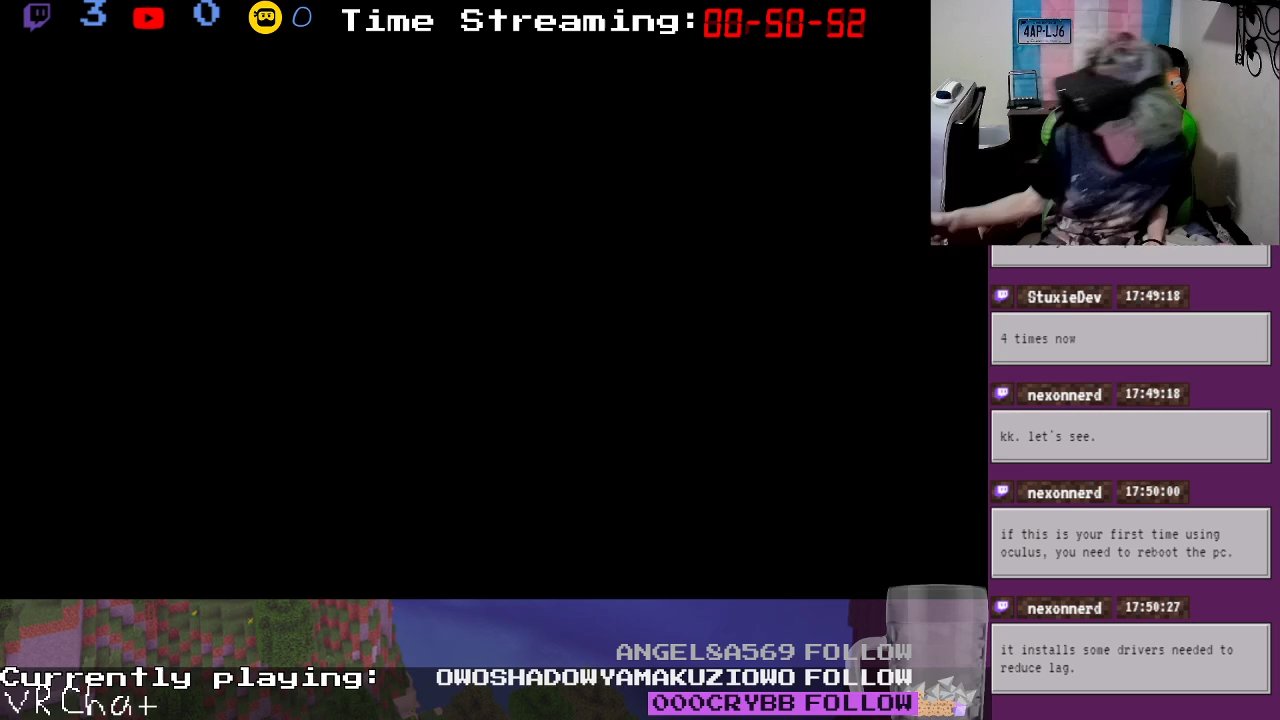 3
0
0
Time Streaming:00-50-52
4AP-LJ6
StuxieDev 17:49:18
4 times now
nexonnerd 17:49:18
kk. let's see.
nexonnerd 17:50:00
if this is your first time using
oculus, you need to reboot the pc.
nexonnerd 17:50:27
it installs some drivers needed to
reduce lag.
ANGEL8A569 FOLLOW
Currently playing:
OWOSHADOWYAMAKUZIOWO FOLLOW
VRChat
OOOCRYBB FOLLOW